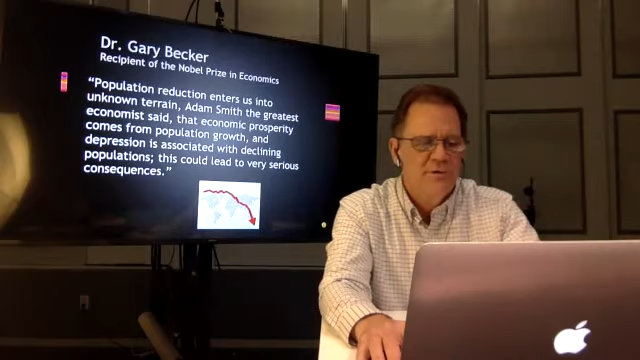 Dr. Gary Becker
Recipient of the Nobel Prize in Economics
“Population reduction enters us into
unknown terrain, Adam Smith the greatest
economist said, that economic prosperity
comes from population growth, and
depression is associated with declining
populations; this could lead to very serious
consequences.”